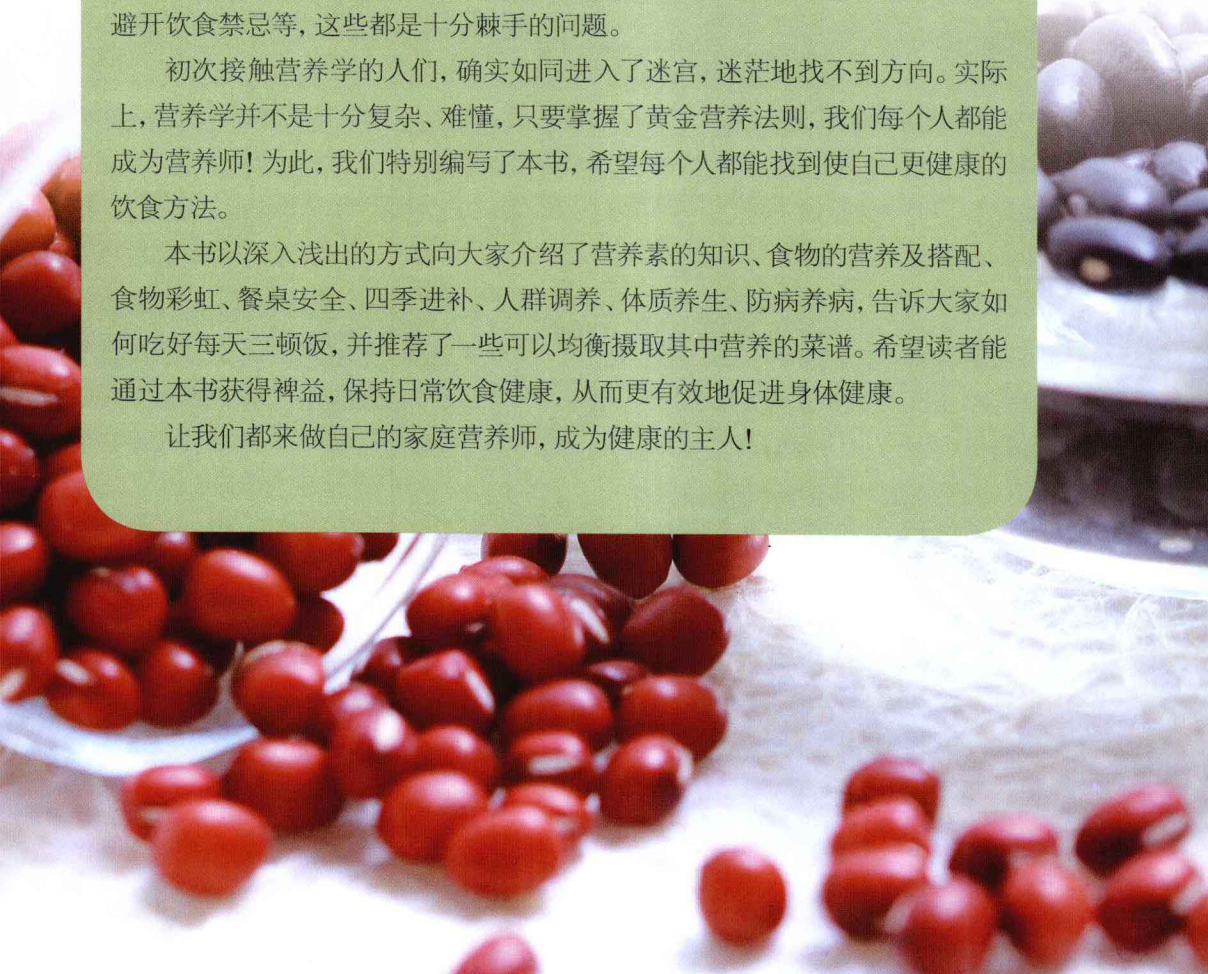 避开饮食禁忌等，这些都是十分棘手的问题。
初次接触营养学的人们，确实如同进入了迷宫，迷茫地找不到方向。实际
上，营养学并不是十分复杂、难懂，只要掌握了黄金营养法则，我们每个人都能
成为营养师！为此，我们特别编写了本书，希望每个人都能找到使自己更健康的
饮食方法。
本书以深入浅出的方式向大家介绍了营养素的知识、食物的营养及搭配、
食物彩虹、餐桌安全、四季进补、人群调养、体质养生、防病养病，告诉大家如
何吃好每天三顿饭，并推荐了一些可以均衡摄取其中营养的菜谱。希望读者能
通过本书获得裨益，保持日常饮食健康，从而更有效地促进身体健康。
让我们都来做自己的家庭营养师，成为健康的主人！